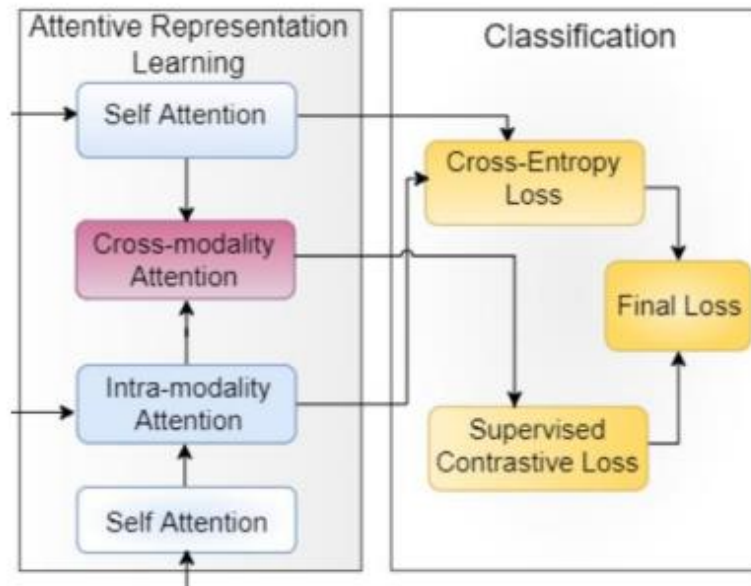 Attentive Representation
Learning
Self Attention
Cross-modality
Attention
Intra-modality
Attention
Self Attention
Classification
Cross-Entropy
Loss
Final Loss
Supervised
Contrastive Loss